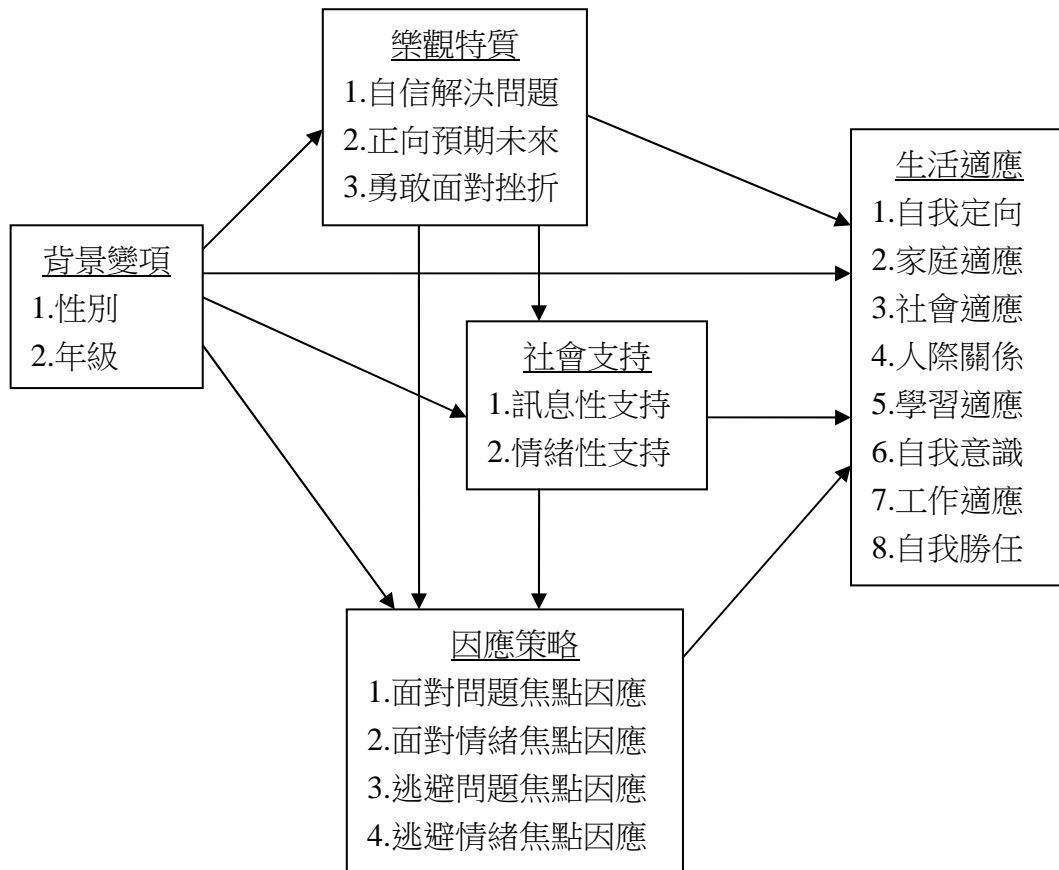 樂觀特質
1.自信解決問題
2.正向預期未來
3.勇敢面對挫折
背景變項
1.性別
2.年級
社會支持
1.訊息性支持
2.情緒性支持
生活適應
1.自我定向
2.家庭適應
3.社會適應
4.人際關係
5.學習適應
6.自我意識
7.工作適應
8.自我勝任
因應策略
1.面對問題焦點因應
2.面對情緒焦點因應
3.逃避問題焦點因應
4.逃避情緒焦點因應